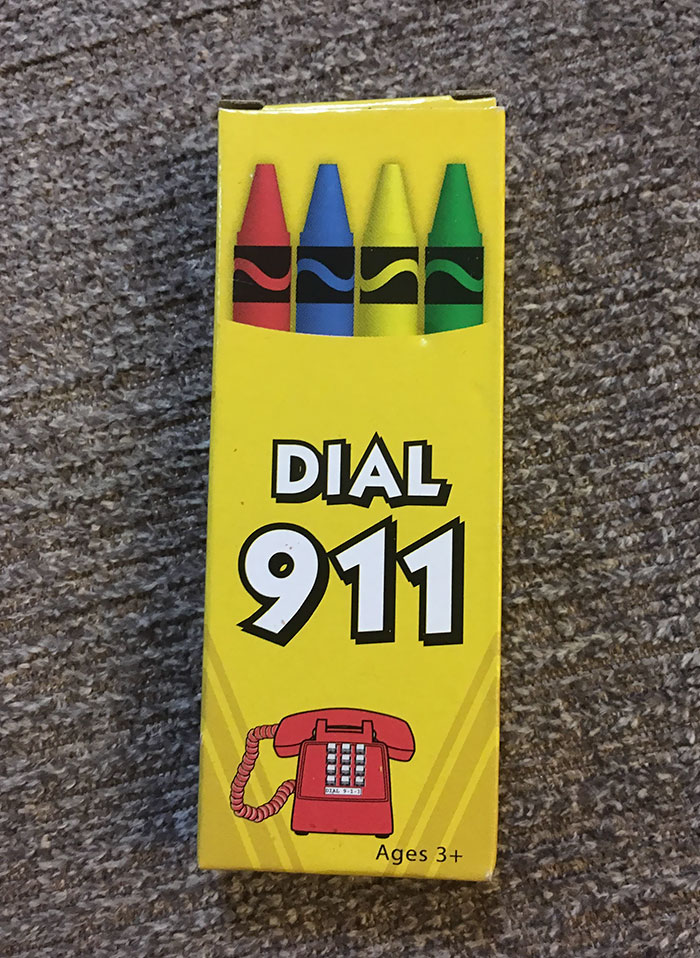 DIAL
911
DIAL 9-1-1
Ages 3+